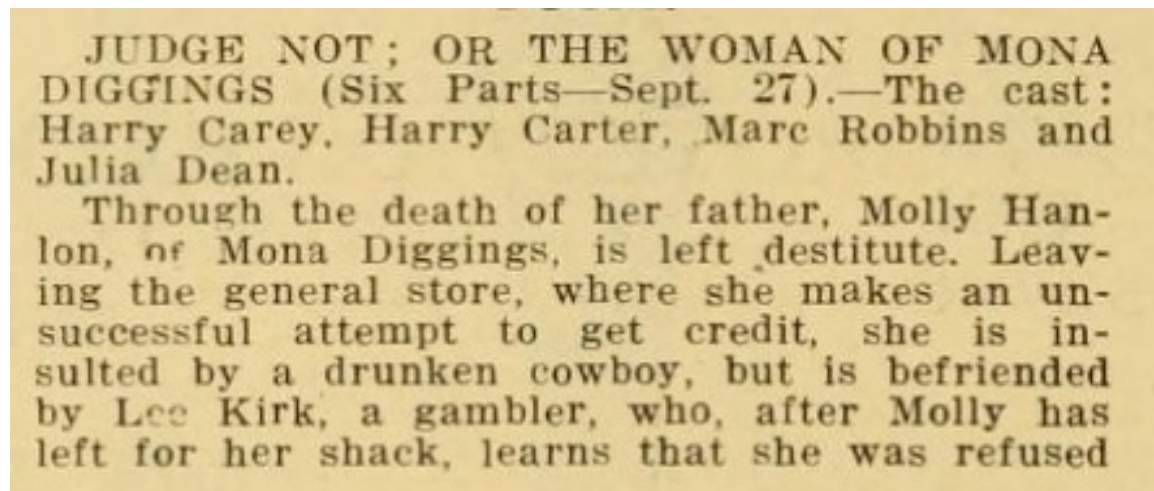 JUDGE NOT; OR THE WOMAN OF MONA
DIGGINGS (Six Parts—Sept. 27).—The cast:
Harry Carey, Harry Carter, Marc Robbins and
Julia Dean.
Through the death of her father, Molly Han-
lon, of Mona Diggings, is left destitute. Leav-
ing the general store, where she makes an un-
successful attempt to get credit, she is in-
sulted by a drunken cowboy, but is befriended
by Lee Kirk, a gambler, who, after Molly has
left for her shack, learns that she was refused